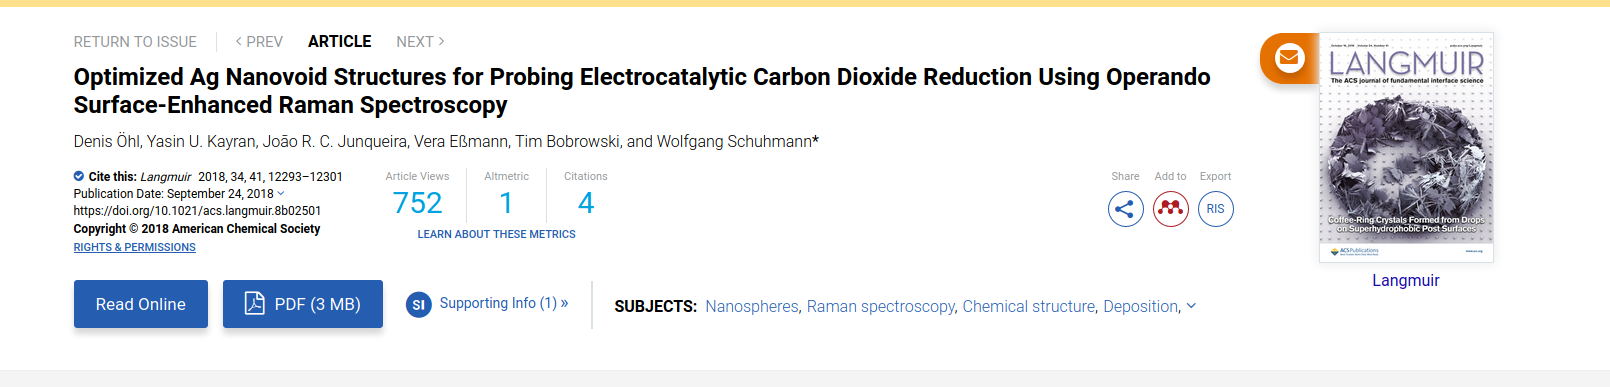 RETURN TO ISSUE
< PREV
ARTICLE
NEXT >
Optimized Ag Nanovoid Structures for Probing Electrocatalytic Carbon Dioxide Reduction Using Operando
Surface-Enhanced Raman Spectroscopy
Denis Öhl, Yasin U. Kayran, João R. C. Junqueira, Vera Eßmann, Tim Bobrowski, and Wolfgang Schuhmann*
Cite this: Langmuir 2018, 34, 41, 12293–12301
Publication Date: September 24, 2018
https://doi.org/10.1021/acs.langmuir.8b02501
Copyright © 2018 American Chemical Society
RIGHTS & PERMISSIONS
Article Views
752
Altmetric
1
Citations
4
LEARN ABOUT THESE METRICS
Share
Add to
Export
RIS
Read Online
PDF (3 MB)
SI
Supporting Info (1) »
SUBJECTS: Nanospheres, Raman spectroscopy, Chemical structure, Deposition,
LANGMUIR
The ACS journal of fundamental interface science
Coffee-Ring Crystals Formed from Drops
on Superhydrophobic Post Surfaces
ACS Publications
Langmuir